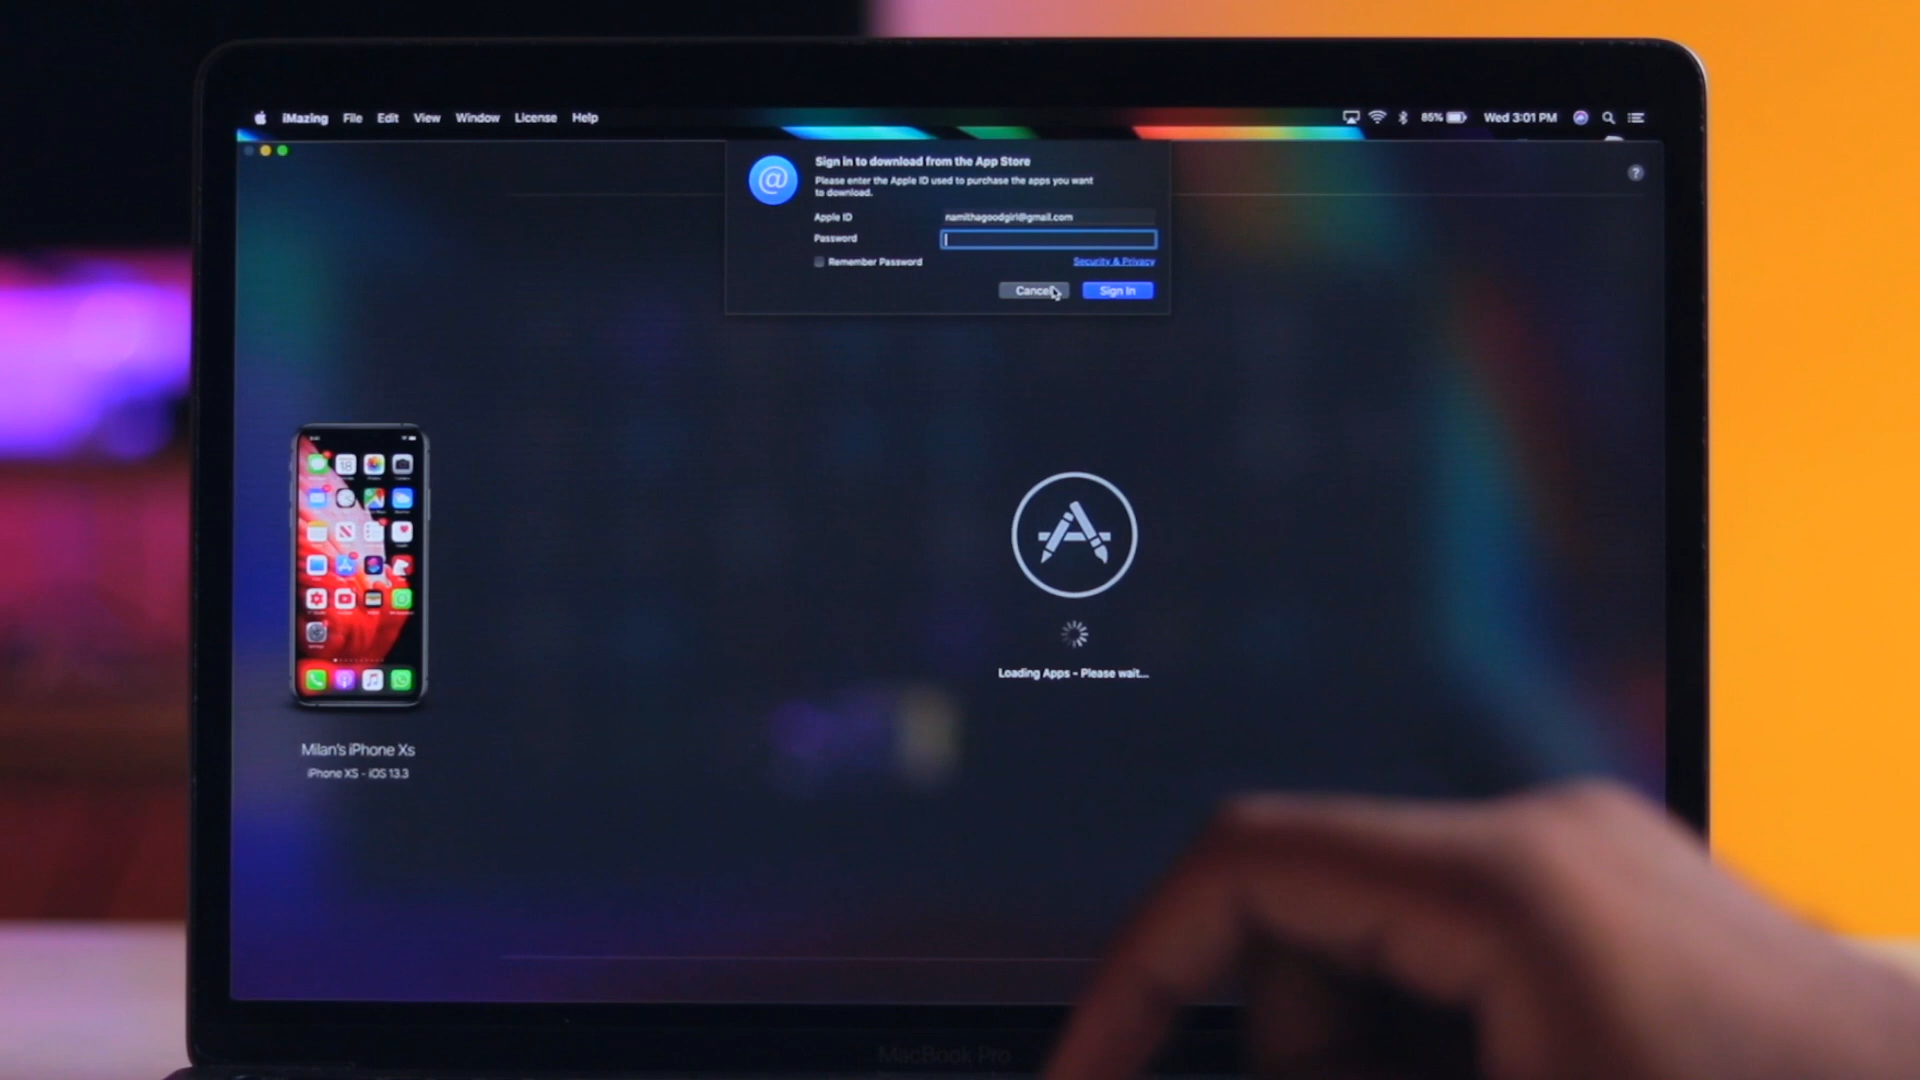 iMazing File Edit View Window License Help
85% Wed 3:01 PM
?
Sign in to download from the App Store
Please enter the Apple ID used to purchase the apps you want
to download.
Apple ID
namithagoodgirl@gmail.com
Password
Remember Password
Security & Privacy
Cancel
Sign In
Loading Apps - Please wait...
Milan's iPhone Xs
iPhone XS - iOS 13.3
MacBook Pro